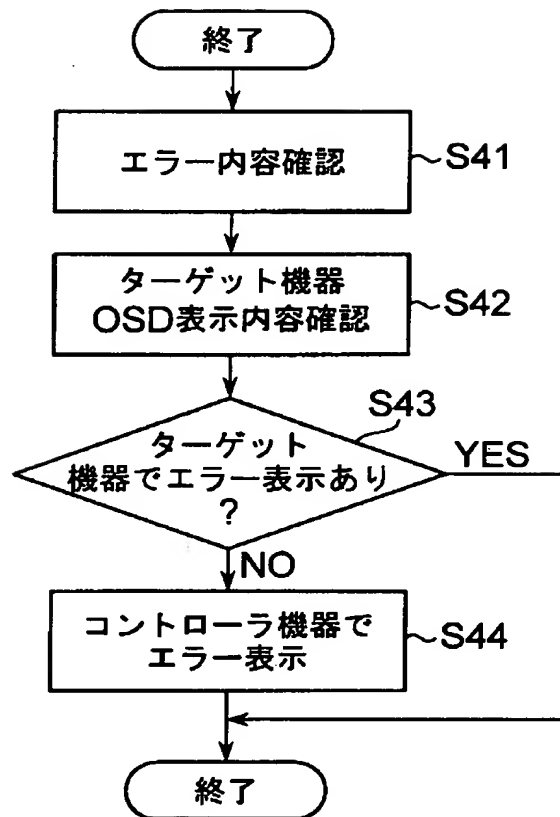 終了
エラー内容確認
S41
ターゲット機器
OSD表示内容確認
S42
S43
ターゲット
機器でエラー表示あり
?
YES
NO
コントローラ機器で
エラー表示
S44
終了